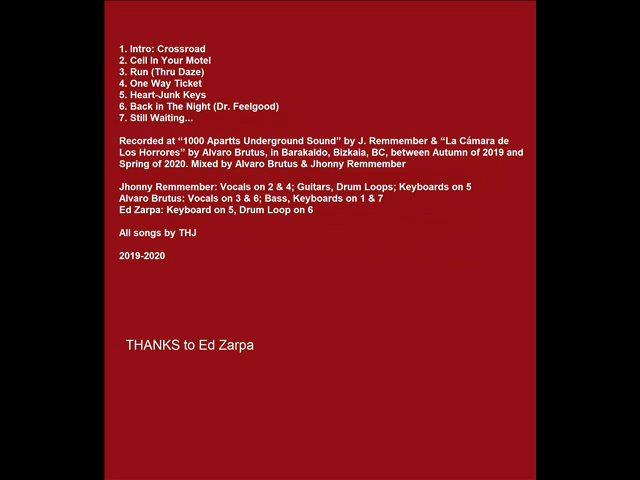 1. Intro: Crossroad
2. Cell In Your Motel
3. Run (Thru Daze)
4. One Way Ticket
5. Heart-Junk Keys
6. Back in The Night (Dr. Feelgood)
7. Still Waiting...
Recorded at “1000 Apartts Underground Sound” by J. Remmember & “La Cámara de
Los Horrores” by Alvaro Brutus, in Barakaldo, Bizkaia, BC, between Autumn of 2019 and
Spring of 2020. Mixed by Alvaro Brutus & Jhonny Remmember
Jhonny Remmember: Vocals on 2 & 4; Guitars, Drum Loops; Keyboards on 5
Alvaro Brutus: Vocals on 3 & 6; Bass, Keyboards on 1 & 7
Ed Zarpa: Keyboard on 5, Drum Loop on 6
All songs by THJ
2019-2020
THANKS to Ed Zarpa